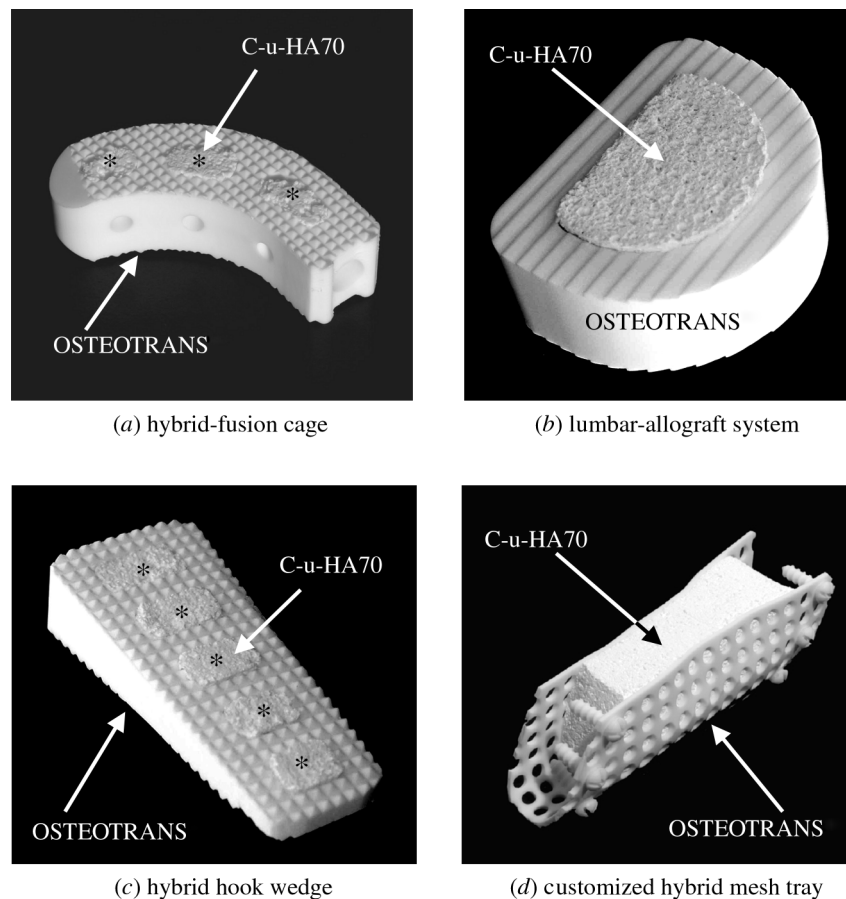 C-u-HA70
*
*
*
OSTEOTRANS
(a) hybrid-fusion cage
C-u-HA70
OSTEOTRANS
(b) lumbar-allograft system
C-u-HA70
*
*
*
*
*
OSTEOTRANS
(c) hybrid hook wedge
C-u-HA70
OSTEOTRANS
(d) customized hybrid mesh tray